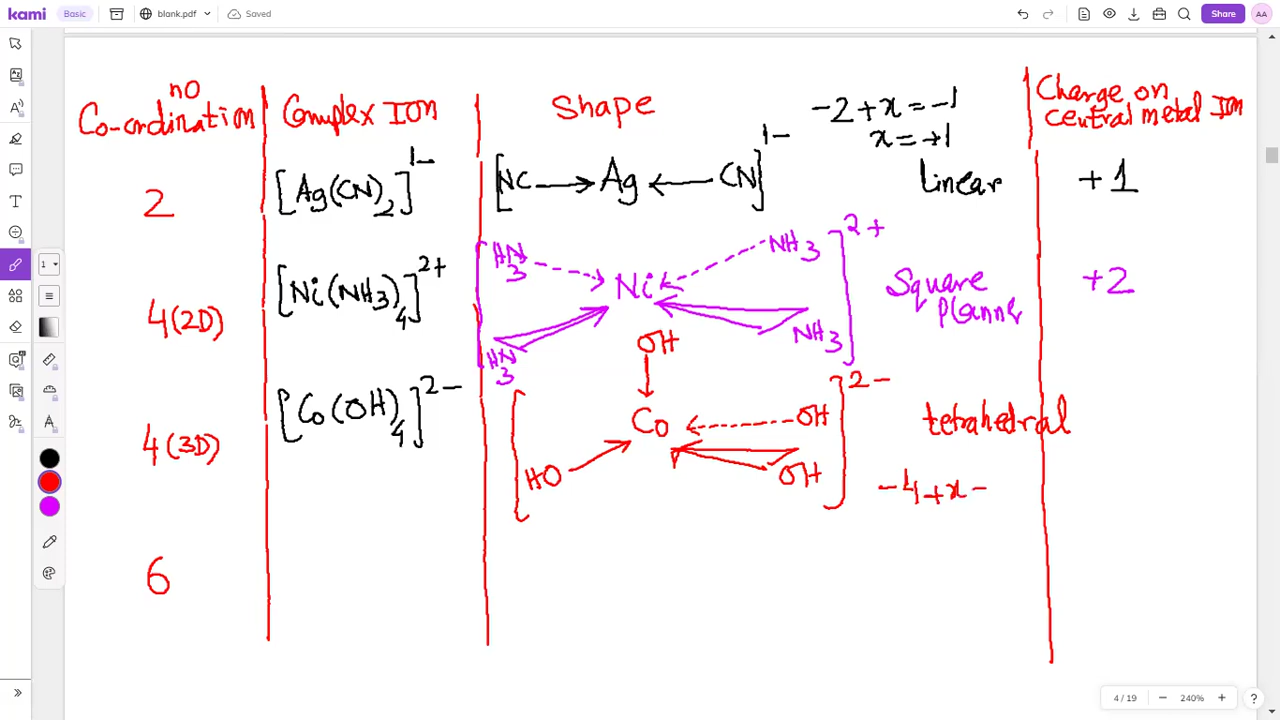 kami Basic blank.pdf Saved Share AA
no
Co-ordination
Complex Ion
Shape
-2+x=-1
x=+1
Charge on
central metal Ion
2
[Ag(CN)2]1-
[NC Ag CN]1-
linear
+1
4(2D)
[Ni(NH3)4]2+
[H3N NH3
Ni
H3N NH3]2+
Square
planner
+2
4(3D)
[Co(OH)4]2-
OH
[Co OH
HO OH]2-
tetrahedral
-4+x-
6
1
4 / 19 240% ?